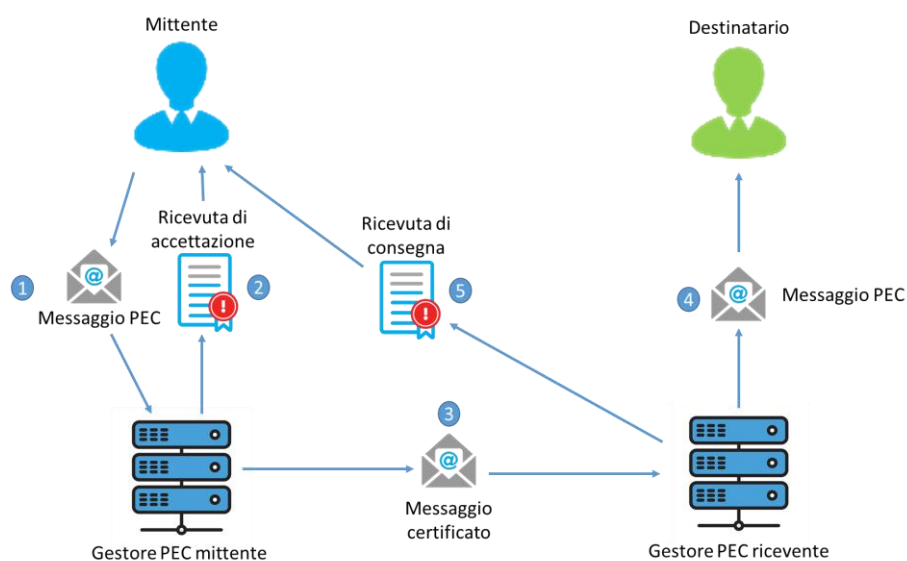 Mittente
Destinatario
Ricevuta di
accettazione
Ricevuta di
consegna
1
@
Messaggio PEC
2
!
!
5
4
@
Messaggio PEC
3
@
Messaggio
certificato
Gestore PEC mittente
Gestore PEC ricevente